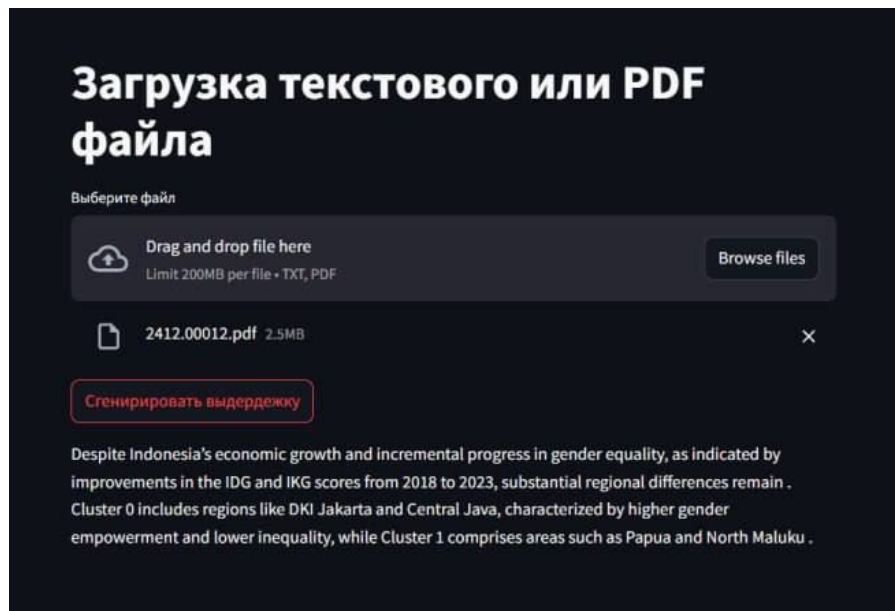 Загрузка текстового или PDF
файла
Выберите файл
Drag and drop file here
Limit 200MB per file • TXT, PDF
Browse files
2412.00012.pdf 2.5MB
Сгенирировать выдердежку
Despite Indonesia's economic growth and incremental progress in gender equality, as indicated by
improvements in the IDG and IKG scores from 2018 to 2023, substantial regional differences remain .
Cluster 0 includes regions like DKI Jakarta and Central Java, characterized by higher gender
empowerment and lower inequality, while Cluster 1 comprises areas such as Papua and North Maluku .